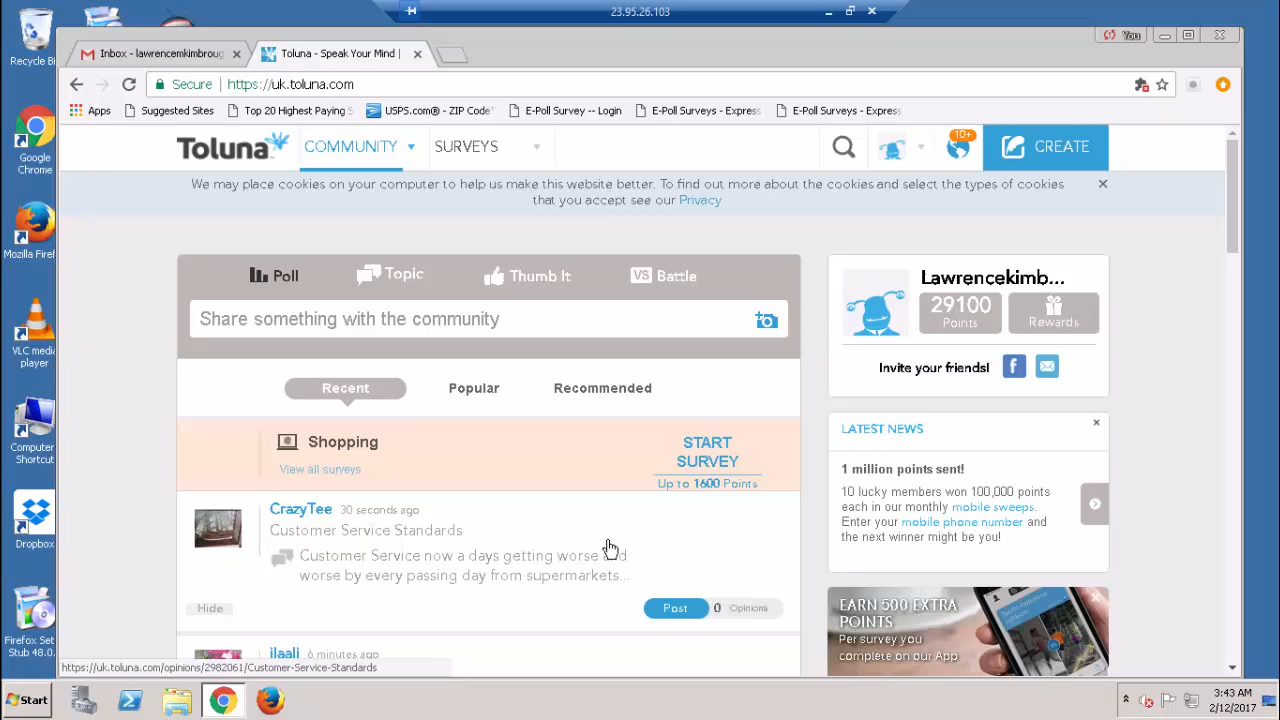 23.95.26.103
Recycle Bi
Google
Chrome
Mozilla Firef
VLC media
player
Computer
Shortcut
Dropbox
Firefox Set
Stub 48.0.
Inbox - lawrencemkimbroug
Toluna - Speak Your Mind |
You
Secure
https://uk.toluna.com
Apps
Suggested Sites
Top 20 Highest Paying S
USPS.com® - ZIP Code
E-Poll Survey -- Login
E-Poll Surveys - Express
E-Poll Surveys - Express
Toluna
COMMUNITY
SURVEYS
10+
CREATE
We may place cookies on your computer to help us make this website better. To find out more about the cookies and select the types of cookies
that you accept see our Privacy
Poll
Topic
Thumb It
VS Battle
Share something with the community
Recent
Popular
Recommended
Shopping
View all surveys
START
SURVEY
Up to 1600 Points
CrazyTee 30 seconds ago
Customer Service Standards
Customer Service now a days getting worse and
worse by every passing day from supermarkets...
Hide
Post
0 Opinions
ilaali 6 minutes ago
Lawrencekimb...
29100
Points
Rewards
Invite your friends!
LATEST NEWS
1 million points sent!
10 lucky members won 100,000 points
each in our monthly mobile sweeps.
Enter your mobile phone number and
the next winner might be you!
EARN 500 EXTRA
POINTS
Per survey you
complete on our App
https://uk.toluna.com/opinions/2982061/Customer-Service-Standards
Start
3:43 AM
2/12/2017